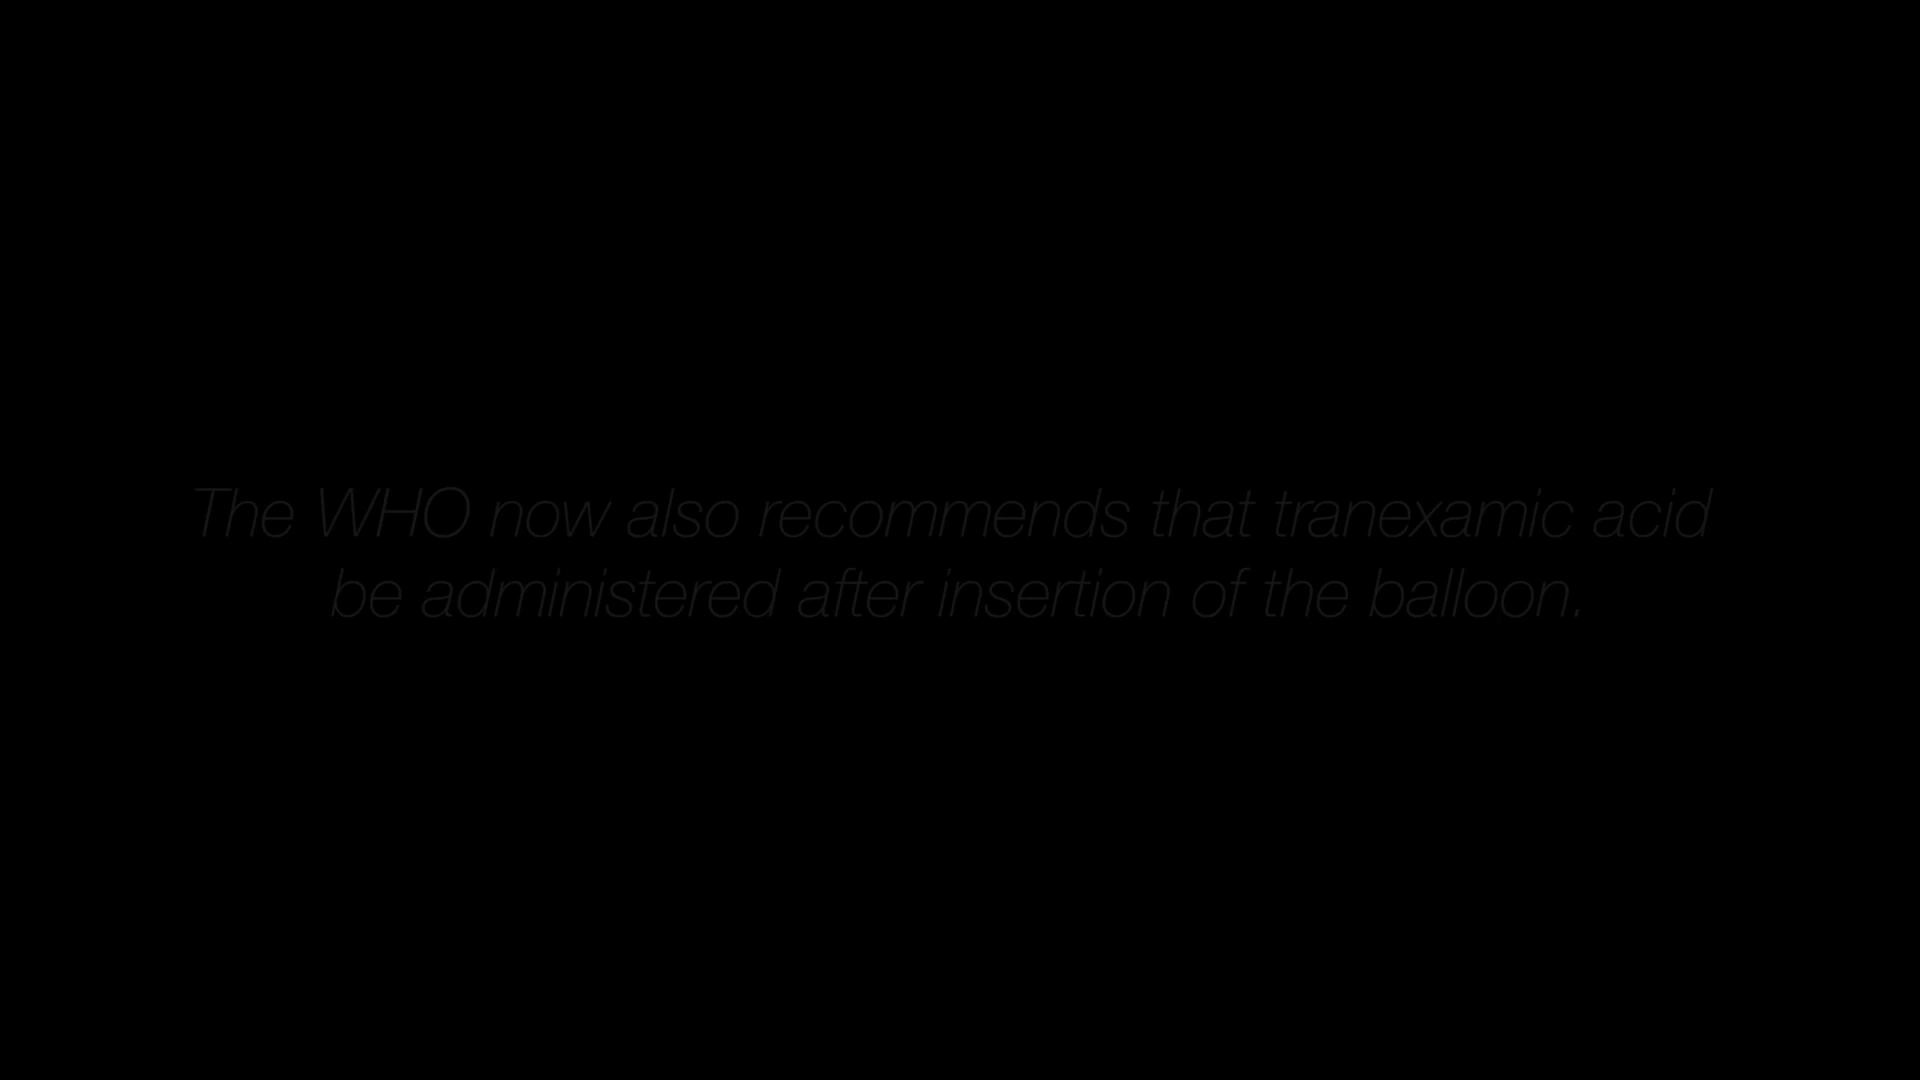 The WHO now also recommends that tranexamic acid
be administered after insertion of the balloon.